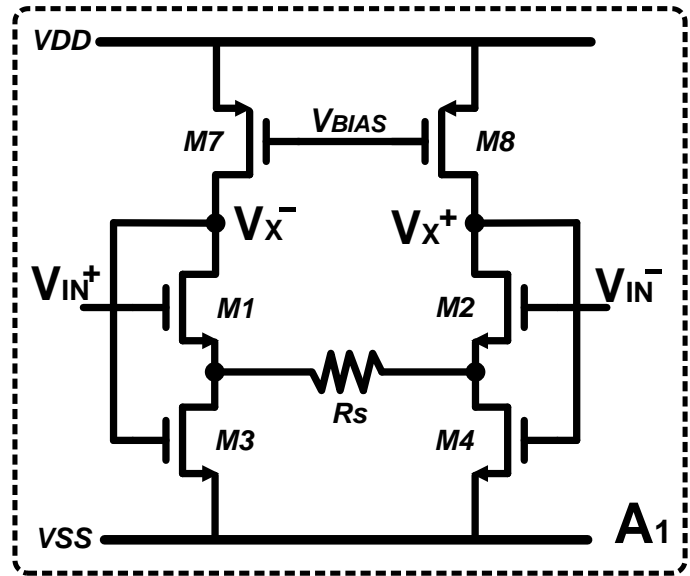 VDD
M7 VBIAS M8
VX− VX+
VIN+ M1 M2 VIN−
Rs
M3 M4
VSS A1